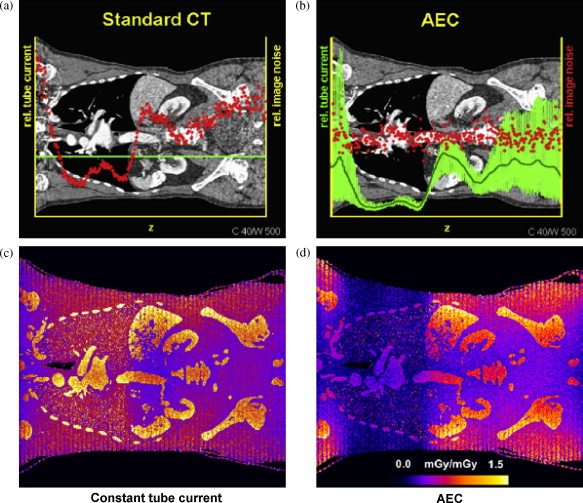 (a)
Standard CT
rel. tube current
rel. image noise
z
C 40/W 500
(b)
AEC
rel. tube current
rel. image noise
z
C 40/W 500
(c)
Constant tube current
(d)
0.0 mGy/mGy 1.5
AEC